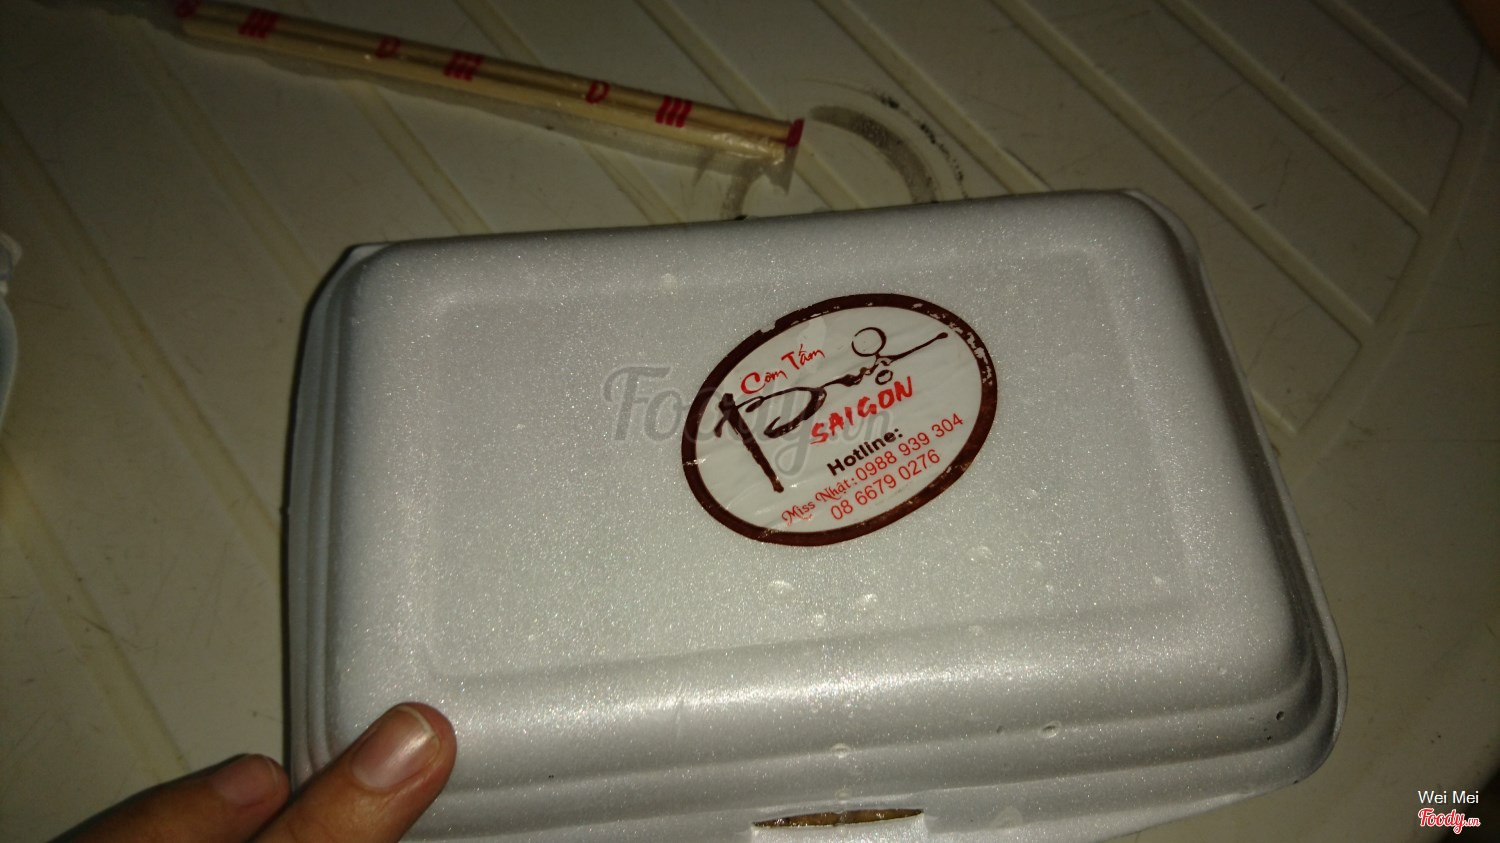 Cơm Tấm
SAIGON
Hotline:
Miss Nhật: 0988 939 304
08 6679 0276
Foody.vn
Wei Mei
Foody.vn